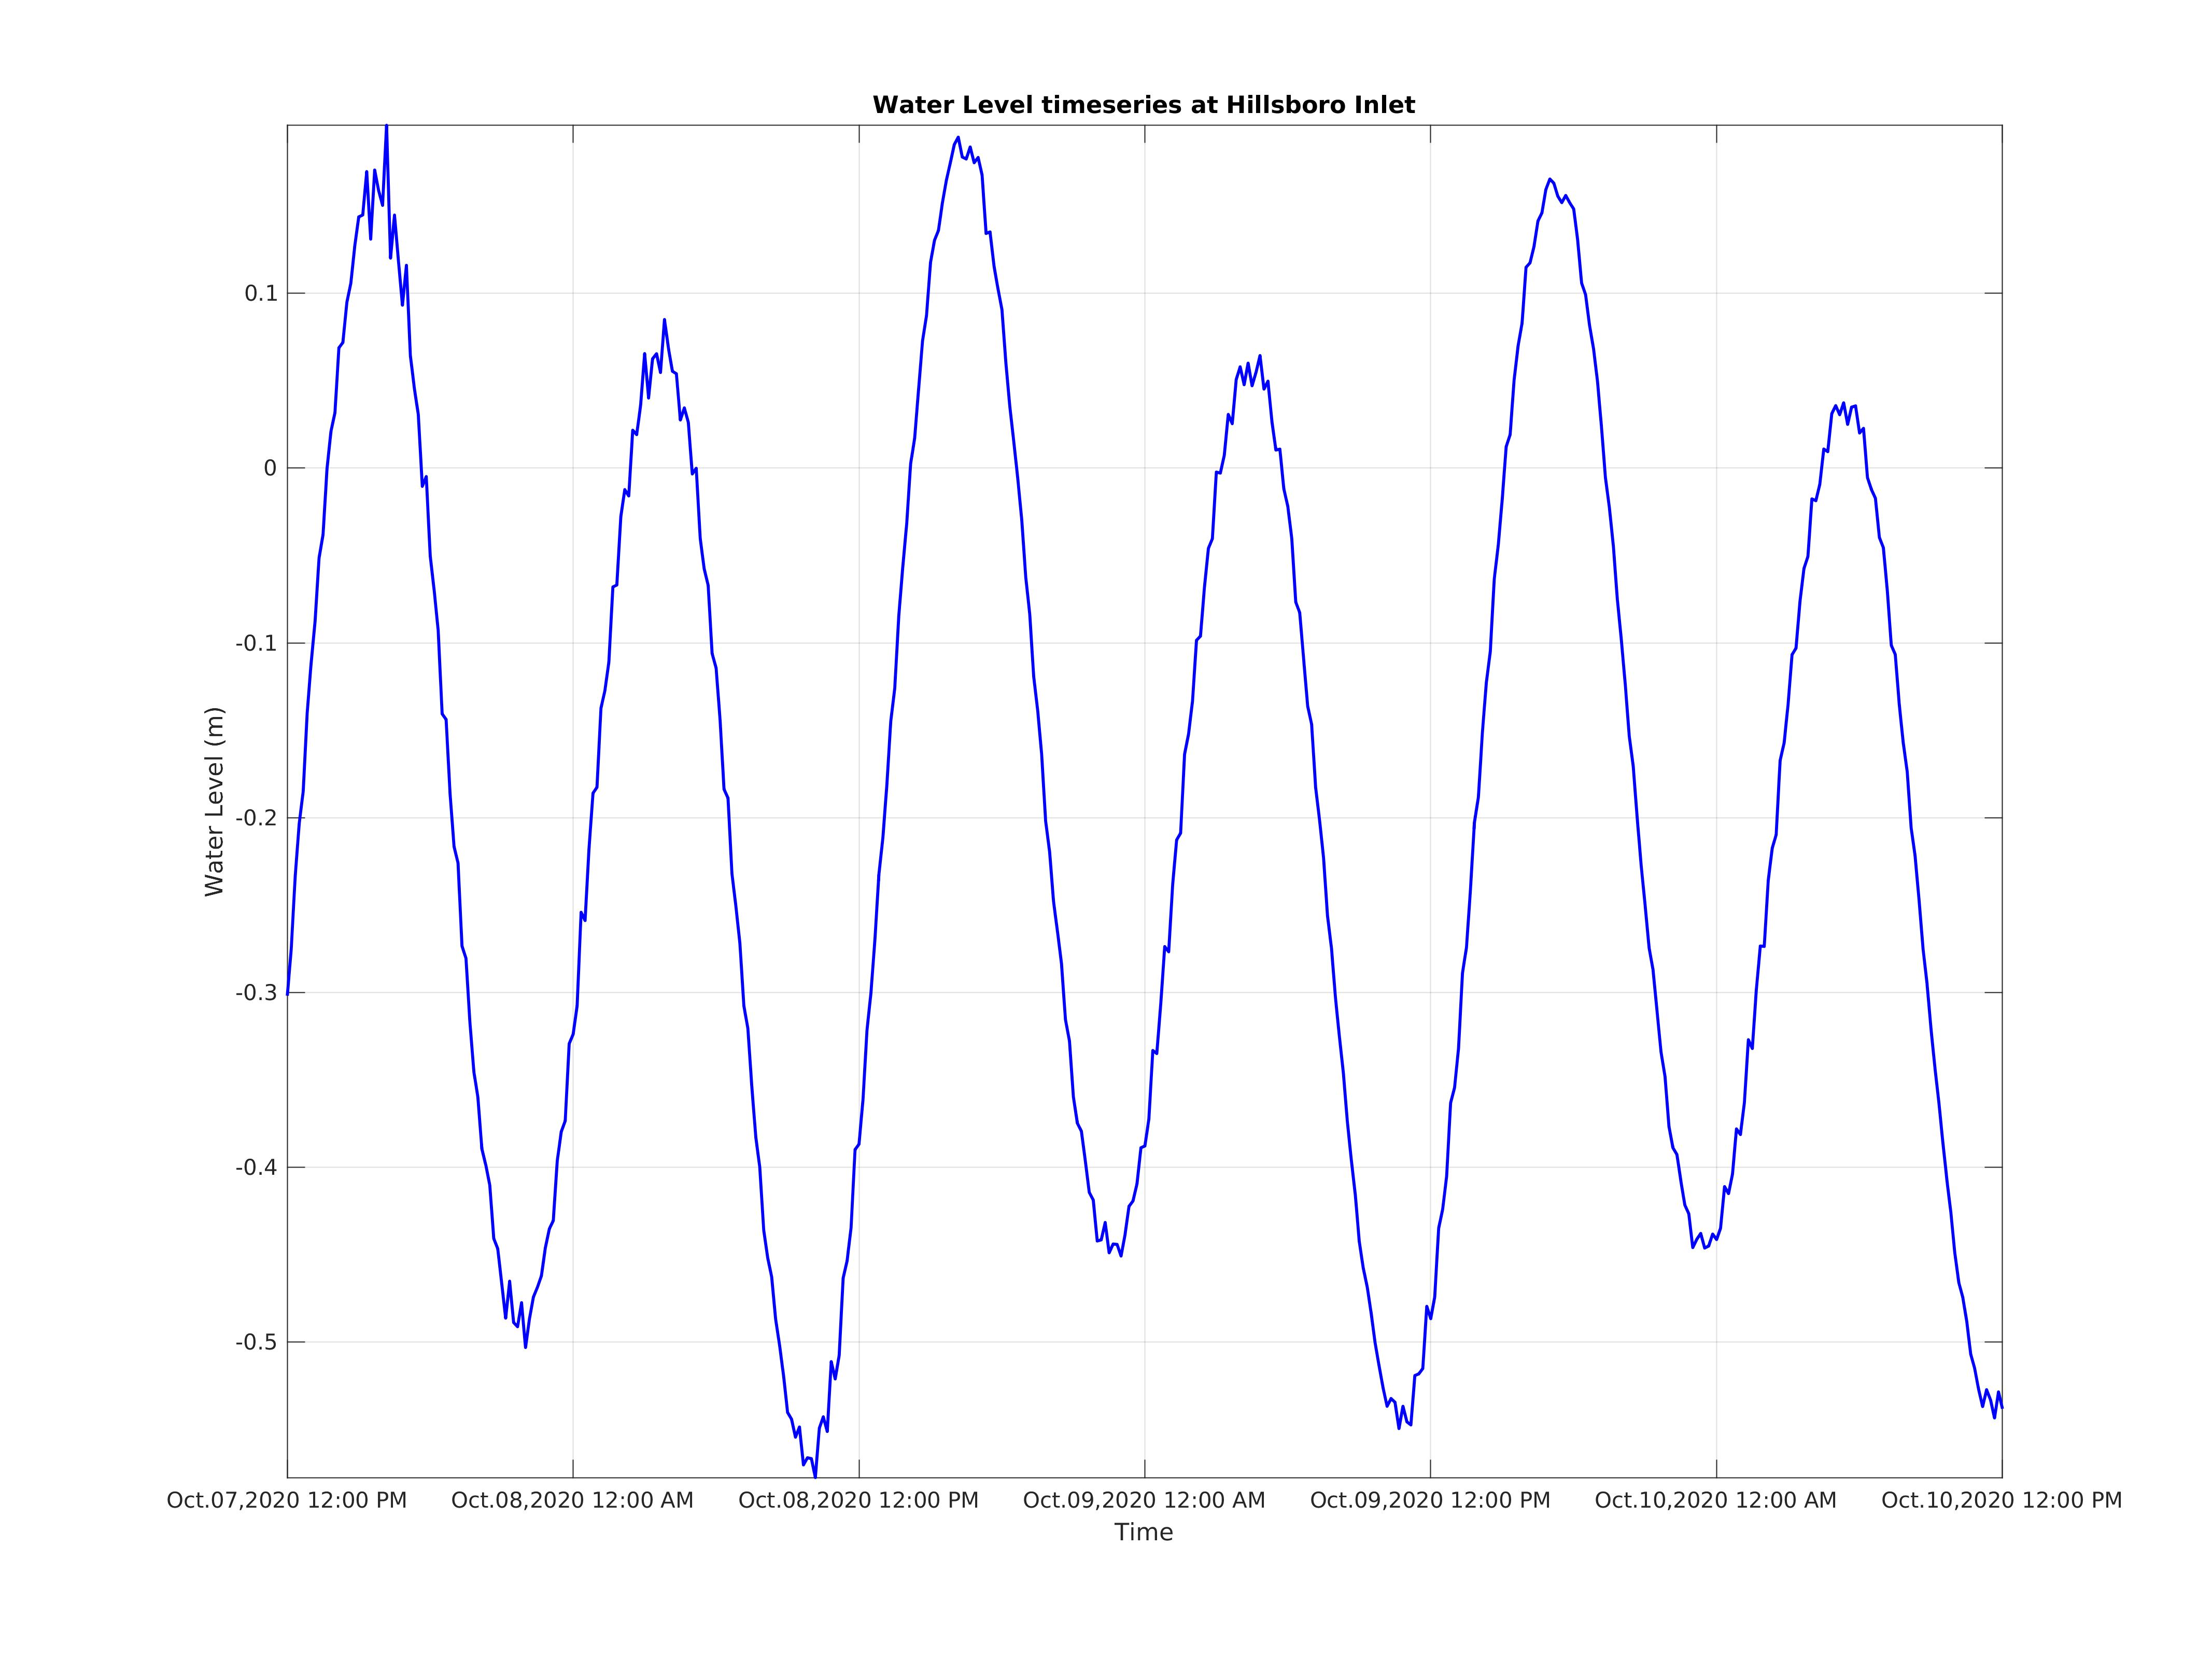 Water Level timeseries at Hillsboro Inlet
0.1
0
-0.1
-0.2
-0.3
-0.4
-0.5
Water Level (m)
Oct.07,2020 12:00 PM Oct.08,2020 12:00 AM Oct.08,2020 12:00 PM Oct.09,2020 12:00 AM Oct.09,2020 12:00 PM Oct.10,2020 12:00 AM Oct.10,2020 12:00 PM
Time